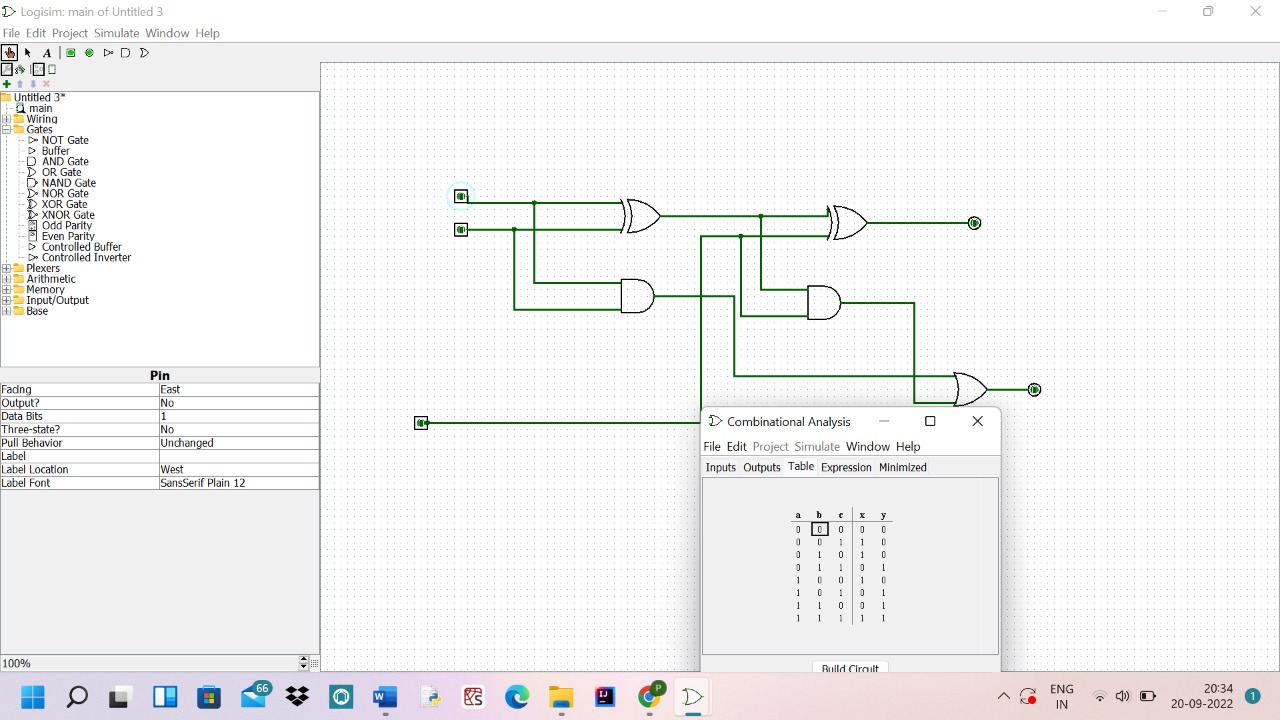 Logisim: main of Untitled 3
File Edit Project Simulate Window Help
A
Untitled 3*
main
Wiring
Gates
NOT Gate
Buffer
AND Gate
OR Gate
NAND Gate
NOR Gate
XOR Gate
XNOR Gate
Odd Parity
Even Parity
Controlled Buffer
Controlled Inverter
Plexers
Arithmetic
Memory
Input/Output
Base
Pin
Facing East
Output? No
Data Bits 1
Three-state? No
Pull Behavior Unchanged
Label
Label Location West
Label Font SansSerif Plain 12
100%
Combinational Analysis
File Edit Project Simulate Window Help
Inputs Outputs Table Expression Minimized
a b c x y
0 0 0 0 0
0 0 1 1 0
0 1 0 1 0
0 1 1 0 1
1 0 0 1 0
1 0 1 0 1
1 1 0 0 1
1 1 1 1 1
Build Circuit
66
W
IJ
P
ENG
IN
20:34
20-09-2022
1